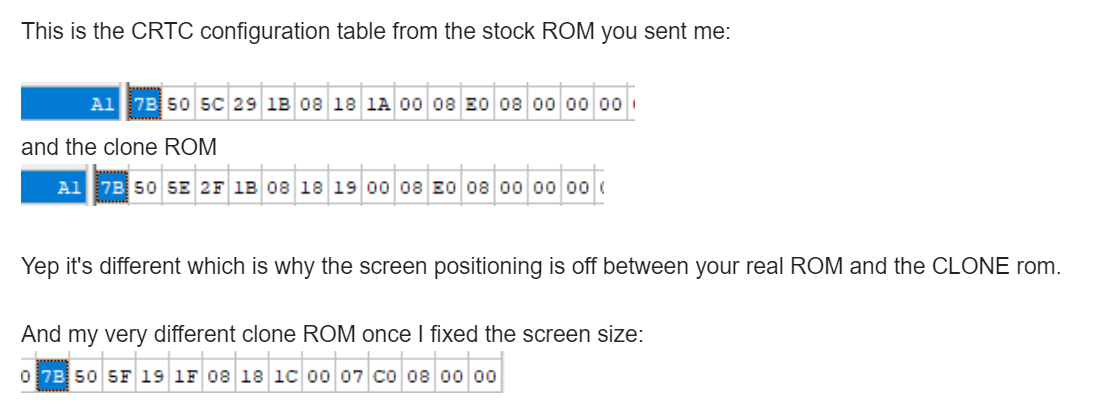 This is the CRTC configuration table from the stock ROM you sent me:
A1 7B 50 5C 29 1B 08 18 1A 00 08 E0 08 00 00 00
and the clone ROM
A1 7B 50 5E 2F 1B 08 18 19 00 08 E0 08 00 00 00
Yep it's different which is why the screen positioning is off between your real ROM and the CLONE rom.
And my very different clone ROM once I fixed the screen size:
0 7B 50 5F 19 1F 08 18 1C 00 07 C0 08 00 00